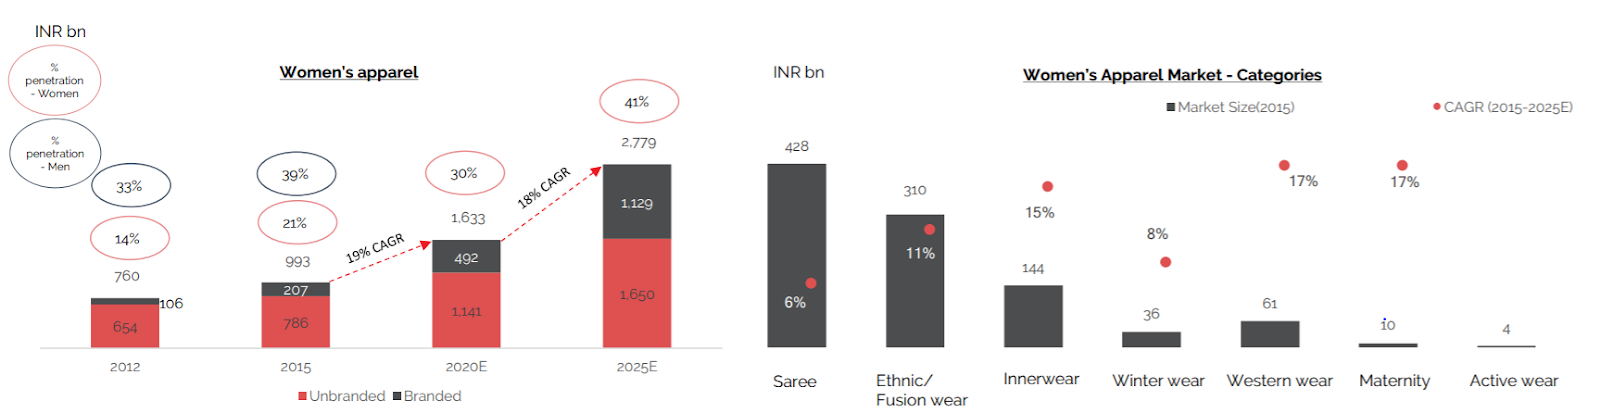 INR bn
%
penetration
- Women
%
penetration
- Men
Women's apparel
33%
14%
760
106
654
39%
21%
993
207
786
19% CAGR
30%
1,633
492
1,141
18% CAGR
41%
2,779
1,129
1,650
2012
2015
2020E
2025E
Unbranded
Branded
INR bn
Women's Apparel Market - Categories
Market Size(2015)
CAGR (2015-2025E)
428
6%
310
11%
15%
144
8%
36
17%
61
17%
10
4
Saree
Ethnic/
Fusion wear
Innerwear
Winter wear
Western wear
Maternity
Active wear